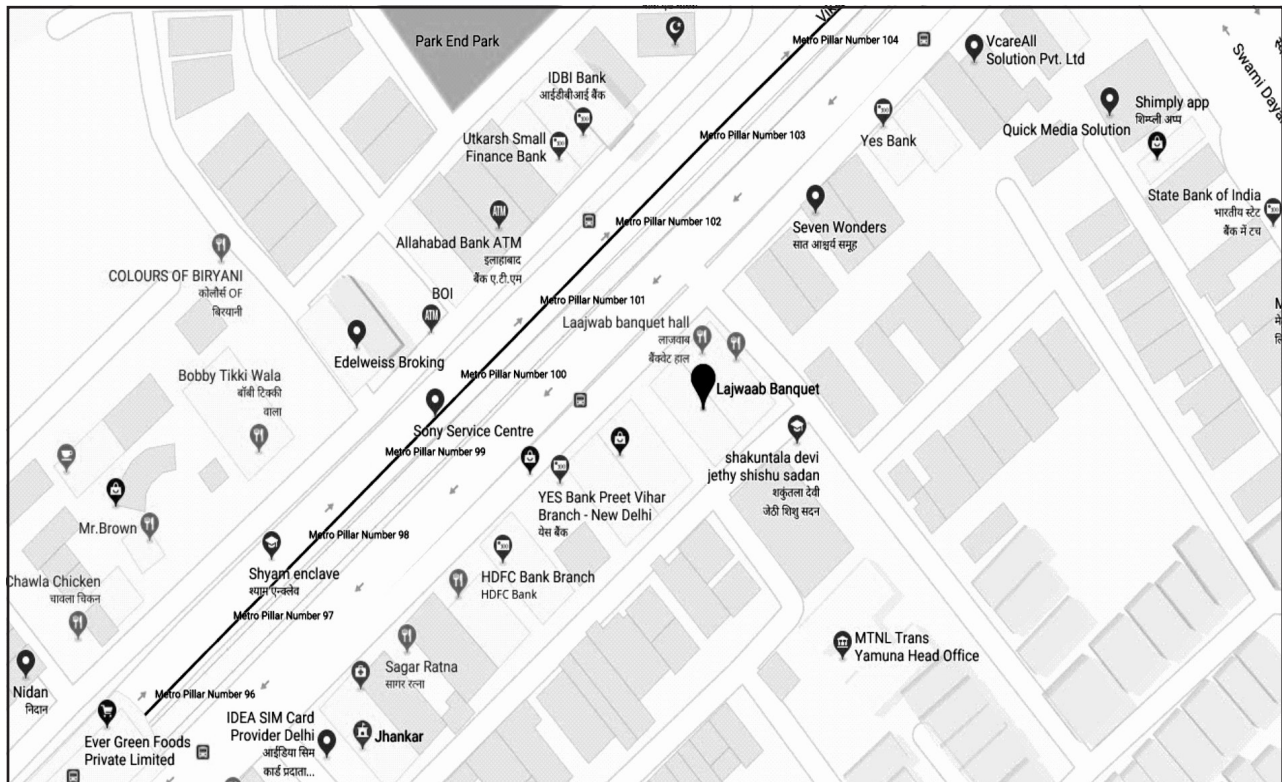 Park End Park
Metro Pillar Number 104
VcareAll
Solution Pvt. Ltd
Swami Daya
IDBI Bank
आईडीबीआई बैंक
Utkarsh Small
Finance Bank
Metro Pillar Number 103
Yes Bank
Quick Media Solution
Shimply app
शिम्पली अप्प
State Bank of India
भारतीय स्टेट
बैंक में टच
Metro Pillar Number 102
Seven Wonders
सात आश्चर्य समूह
ATM
Allahabad Bank ATM
इलाहाबाद
बैंक ए.टी.एम
COLOURS OF BIRYANI
कोलौर्स OF
बिरयानी
BOI
ATM
Metro Pillar Number 101
Laajwab banquet hall
लाजवाब
बैंक्वेट हाल
Edelweiss Broking
Metro Pillar Number 100
Lajwaab Banquet
Bobby Tikki Wala
बॉबी टिक्की
वाला
Sony Service Centre
Metro Pillar Number 99
shakuntala devi
jethy shishu sadan
शकुंतला देवी
जेठी शिशु सदन
YES Bank Preet Vihar
Branch - New Delhi
येस बैंक
Mr.Brown
Metro Pillar Number 98
Shyam enclave
श्याम एन्क्लेव
HDFC Bank Branch
HDFC Bank
Chawla Chicken
चावला चिकन
Metro Pillar Number 97
MTNL Trans
Yamuna Head Office
Sagar Ratna
सागर रत्ना
Nidan
निदान
Metro Pillar Number 96
IDEA SIM Card
Provider Delhi
आईडिया सिम
कार्ड प्रदाता...
Jhankar
Ever Green Foods
Private Limited